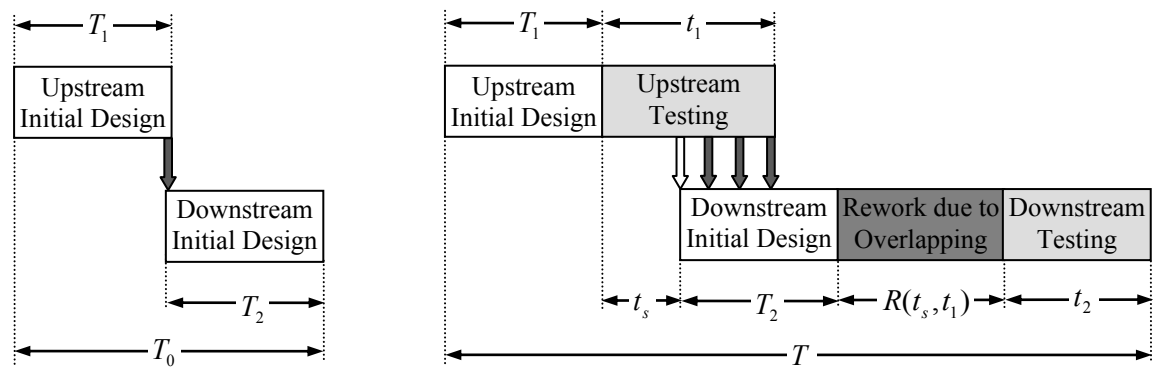 T₁
Upstream
Initial Design
Downstream
Initial Design
T₂
T₀
T₁
t₁
Upstream
Initial Design
Upstream
Testing
Downstream
Initial Design
Rework due to
Overlapping
Downstream
Testing
tₛ
T₂
R(tₛ,t₁)
t₂
T